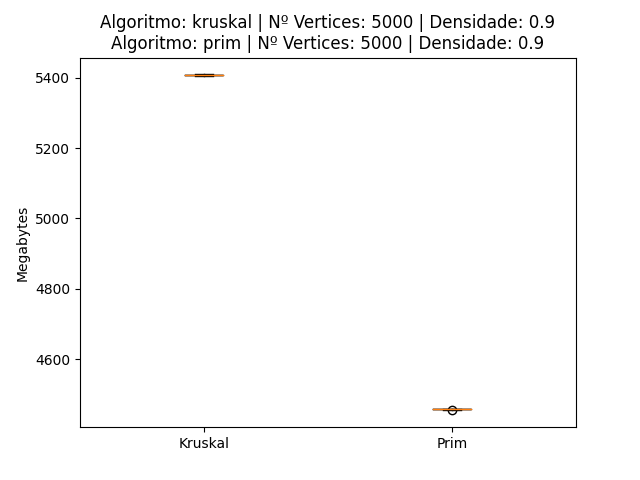 Algoritmo: kruskal | Nº Vertices: 5000 | Densidade: 0.9
Algoritmo: prim | Nº Vertices: 5000 | Densidade: 0.9
5400
5200
5000
4800
4600
Megabytes
Kruskal
Prim